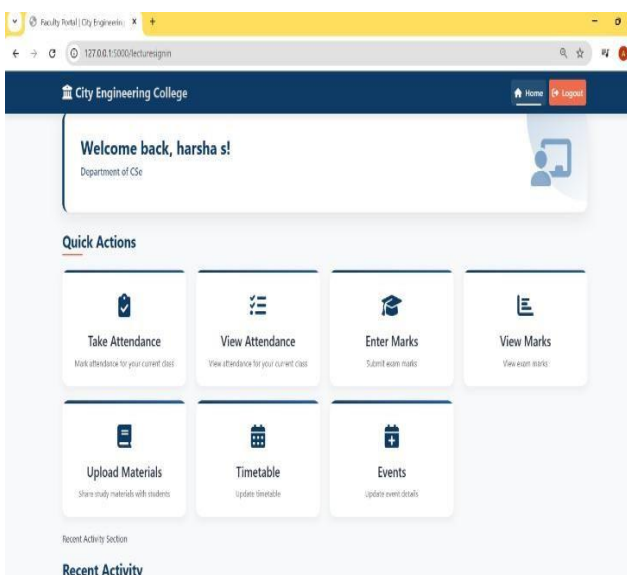 Faculty Portal | City Engineering
127.0.0.1:5000/lecturesignin
City Engineering College
Home
Logout
Welcome back, harsha s!
Department of CSe
Quick Actions
Take Attendance
View Attendance
Enter Marks
View Marks
Mark attendance for your current class
View attendance for your current class
Submit exam marks
View exam marks
Upload Materials
Timetable
Events
Share study materials with students
Update timetable
Update event details
Recent Activity Section
Recent Activity